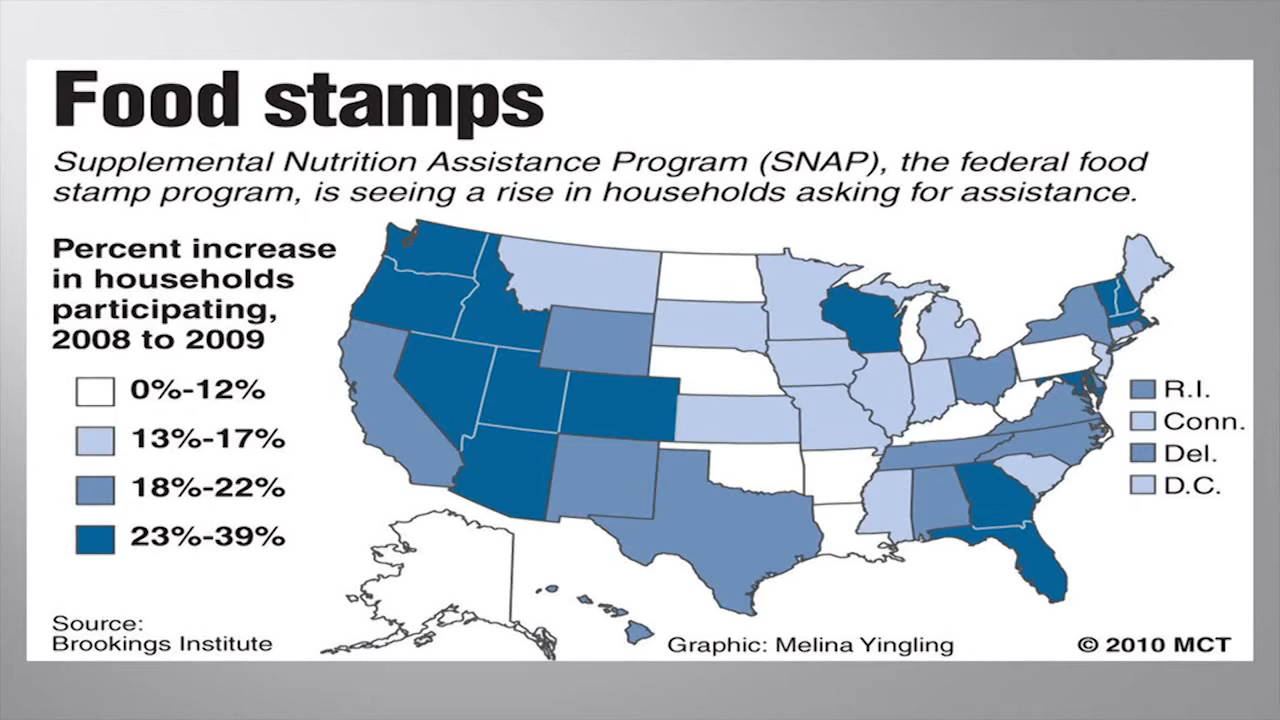 Food stamps
Supplemental Nutrition Assistance Program (SNAP), the federal food
stamp program, is seeing a rise in households asking for assistance.
Percent increase
in households
participating,
2008 to 2009
0%-12%
13%-17%
18%-22%
23%-39%
R.I.
Conn.
Del.
D.C.
Source:
Brookings Institute
Graphic: Melina Yingling
© 2010 MCT